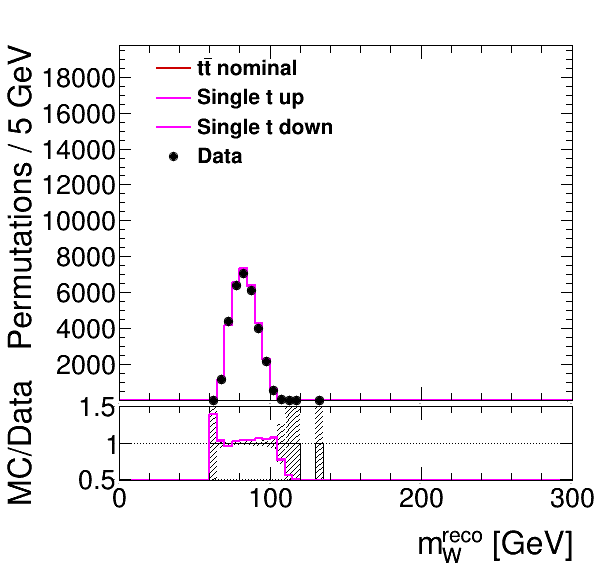 Permutations / 5 GeV
18000
16000
14000
12000
10000
8000
6000
4000
2000
tt̄ nominal
Single t up
Single t down
Data
MC/Data
1.5
1
0.5
0 100 200 300
m_W^reco [GeV]